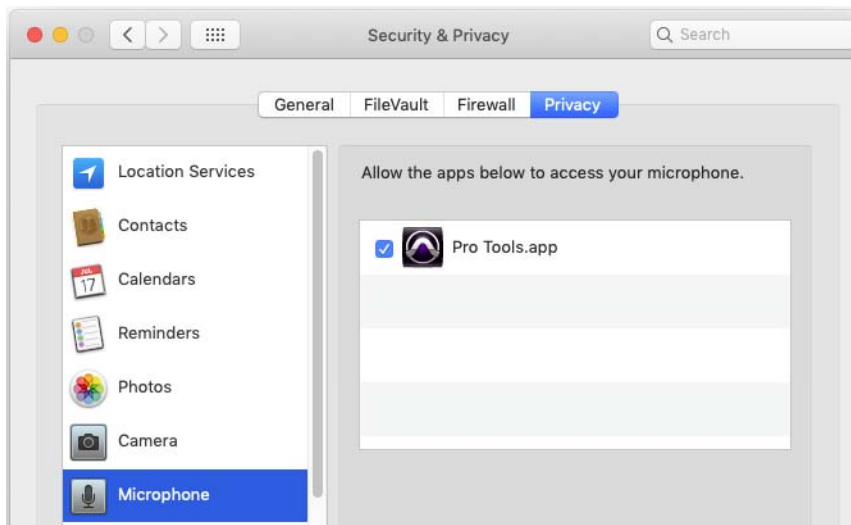 Security & Privacy
Search
General FileVault Firewall Privacy
Location Services
Contacts
JUL
17
Calendars
Reminders
Photos
Camera
Microphone
Allow the apps below to access your microphone.
Pro Tools.app